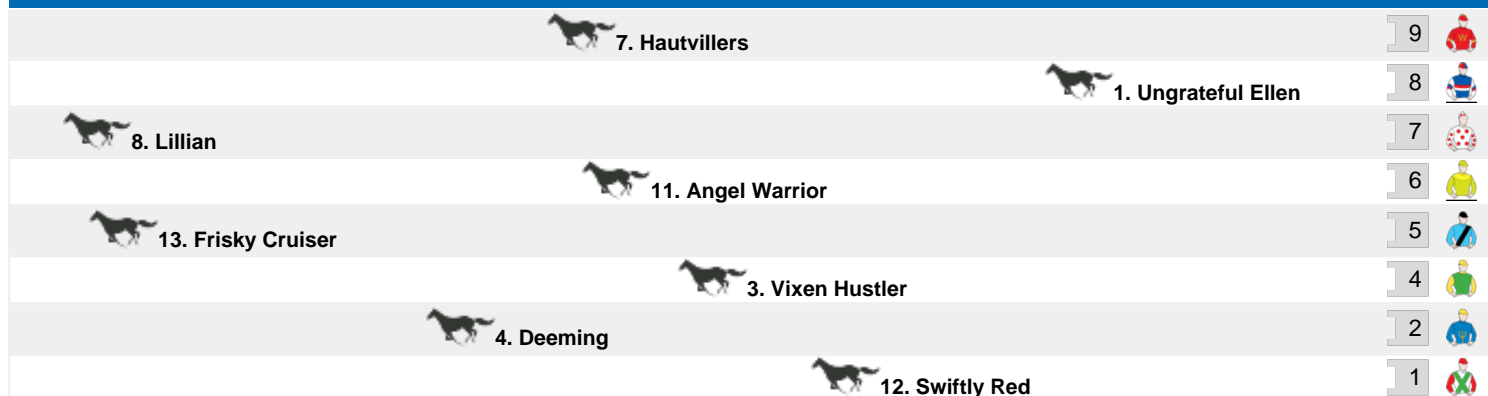 7. Hautvillers 9
1. Ungrateful Ellen 8
8. Lillian 7
11. Angel Warrior 6
13. Frisky Cruiser 5
3. Vixen Hustler 4
4. Deeming 2
12. Swiftly Red 1